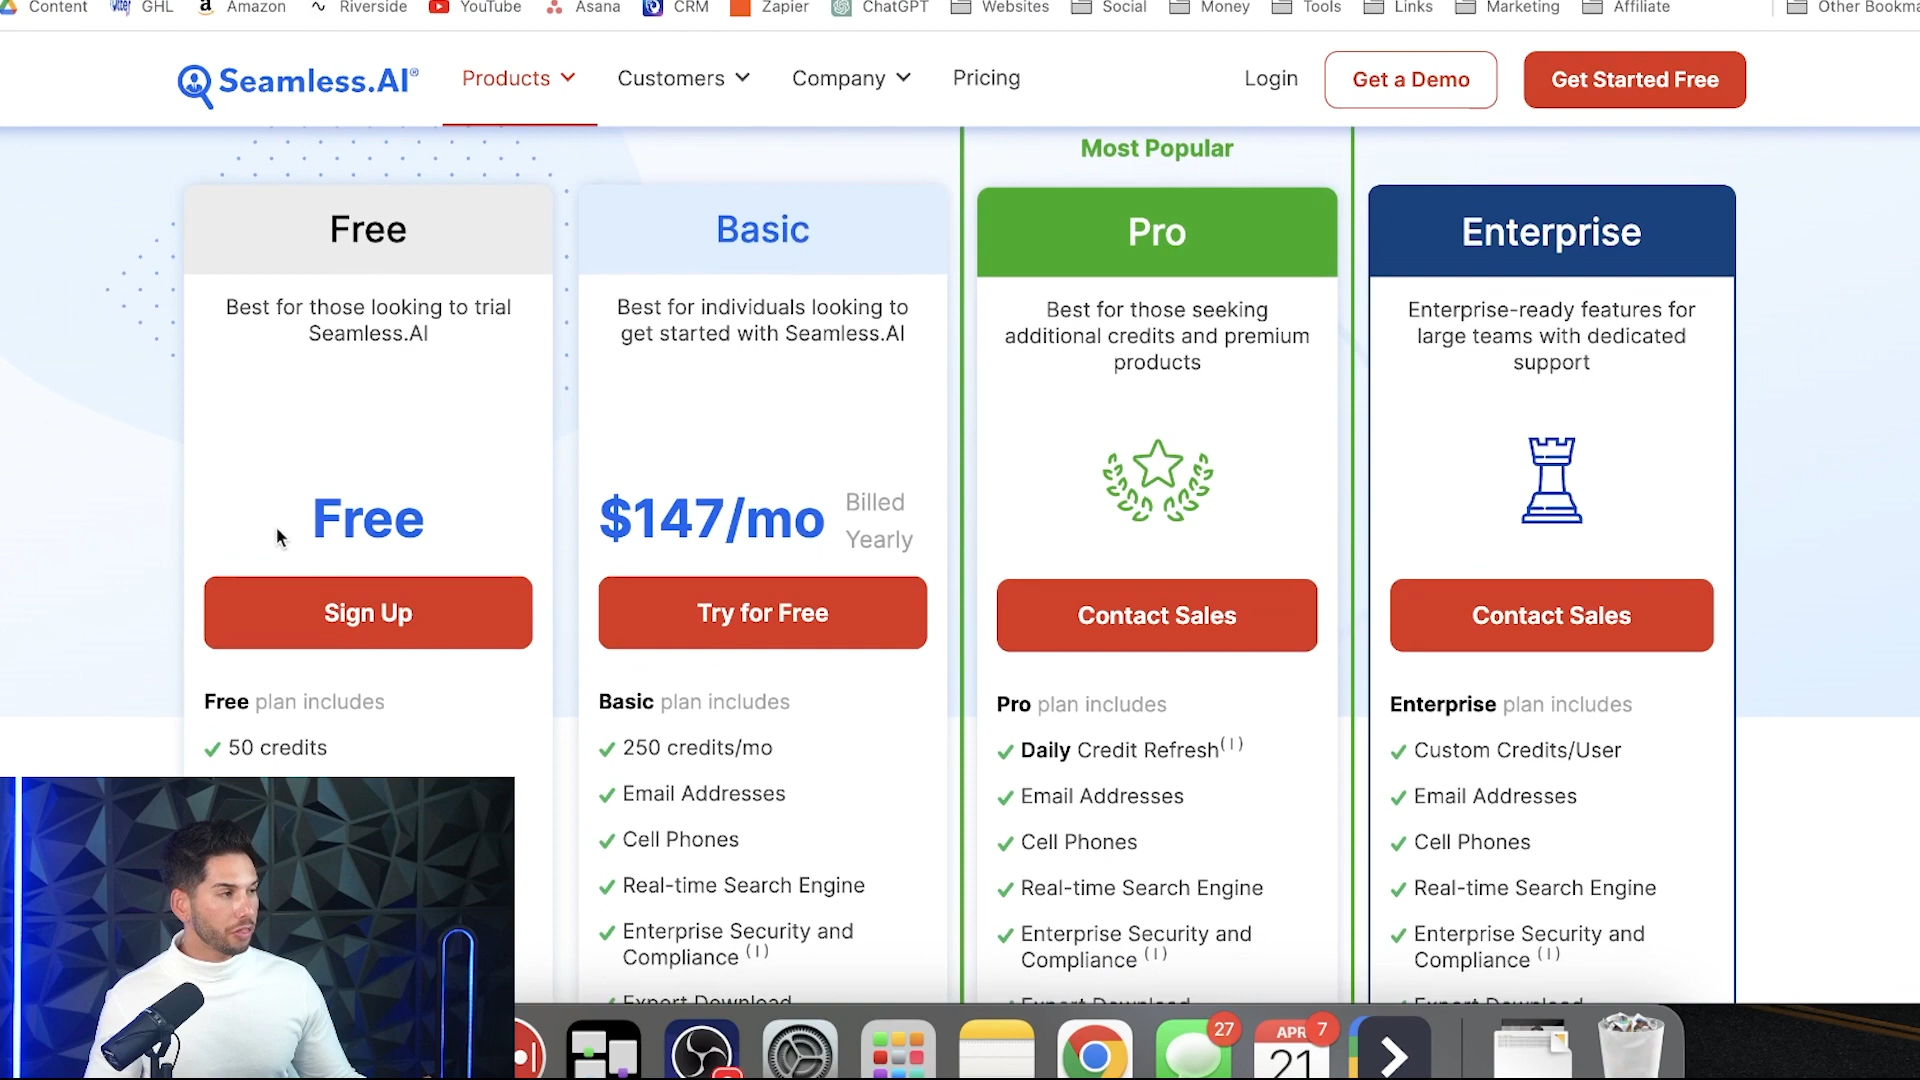 Content GHL Amazon Riverside YouTube Asana CRM Zapier ChatGPT Websites Social Money Tools Links Marketing Affiliate Other
Seamless.AI® Products Customers Company Pricing Login Get a Demo Get Started Free
Most Popular
Free
Best for those looking to trial
Seamless.AI
Free
Sign Up
Free plan includes
50 credits
Basic
Best for individuals looking to
get started with Seamless.AI
$147/mo
Billed
Yearly
Try for Free
Basic plan includes
250 credits/mo
Email Addresses
Cell Phones
Real-time Search Engine
Enterprise Security and
Compliance (I)
Export Download
Pro
Best for those seeking
additional credits and premium
products
Contact Sales
Pro plan includes
Daily Credit Refresh(I)
Email Addresses
Cell Phones
Real-time Search Engine
Enterprise Security and
Compliance (I)
Export Download
Enterprise
Enterprise-ready features for
large teams with dedicated
support
Contact Sales
Enterprise plan includes
Custom Credits/User
Email Addresses
Cell Phones
Real-time Search Engine
Enterprise Security and
Compliance (I)
Export Download
27
APR 7
21